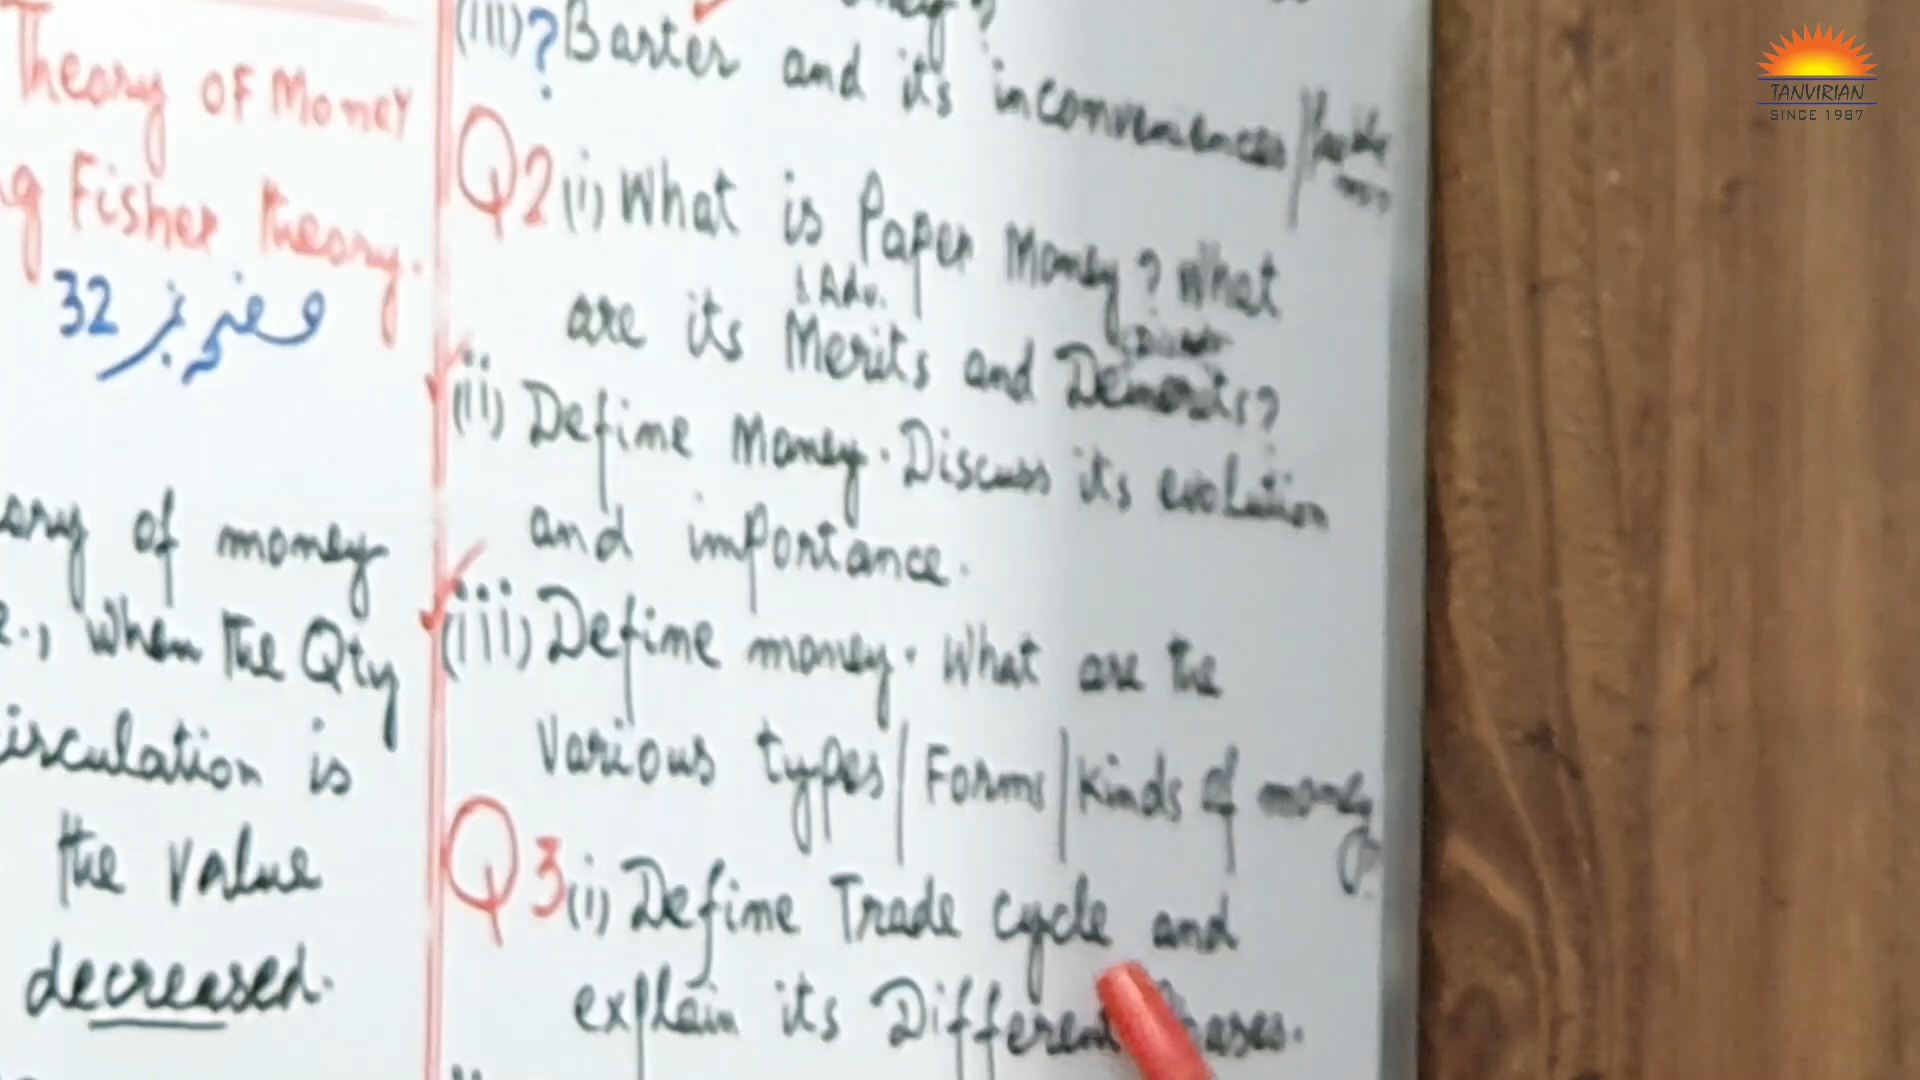 Theory OF Money
Fisher theory.
32 صفحہ نمبر
of money
when the Qty
is
the value
decreased.
(iii) ? Barter and its inconveniences /
Q2 (i) What is Paper Money? What
& Adv.
are its Merits and Demerits?
(ii) Define Money. Discuss its evolution
and importance.
(iii) Define money. What are the
Various types / Forms / Kinds of money
Q3 (i) Define Trade cycle and
explain its Different
TANVIRIAN
SINCE 1987